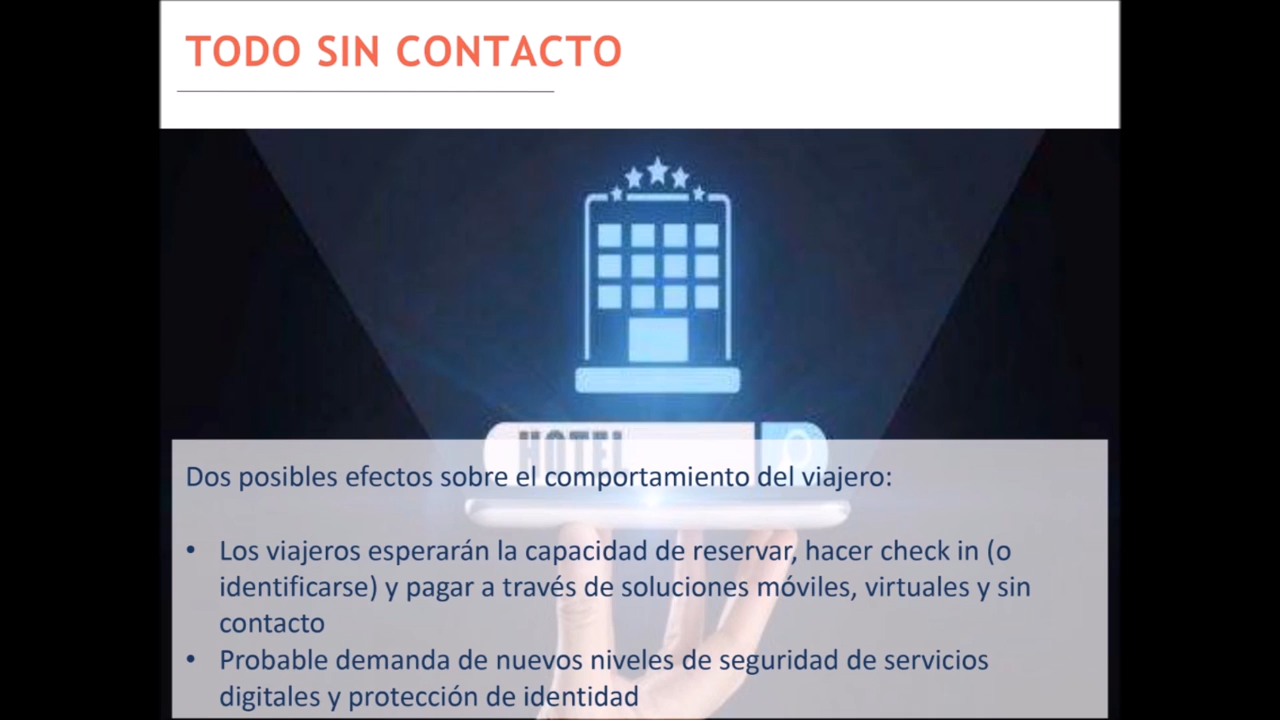 TODO SIN CONTACTO
HOTEL
Dos posibles efectos sobre el comportamiento del viajero:
• Los viajeros esperarán la capacidad de reservar, hacer check in (o
identificarse) y pagar a través de soluciones móviles, virtuales y sin
contacto
• Probable demanda de nuevos niveles de seguridad de servicios
digitales y protección de identidad